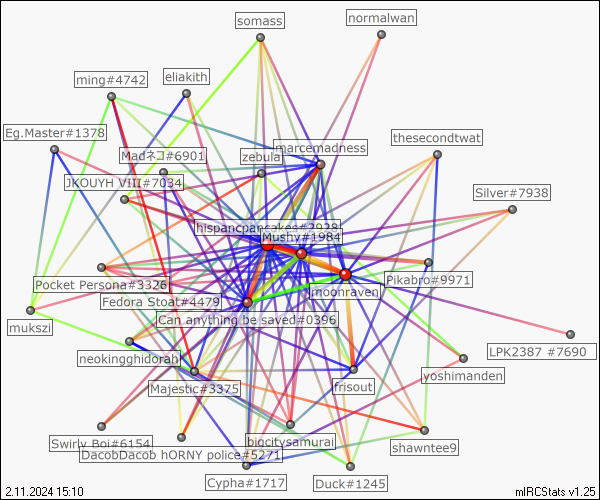 somass
normalwan
eliakith
ming#4742
Eg.Master#1378
thesecondtwat
marcemadness
Madネコ#6901
zebula
JKOUYH VIII#7034
Silver#7938
hispanicpancakes#2928
Mushy#1984
Pikabro#9971
Pocket Persona#3326
moonraven
Fedora Stoat#4479
Can anything be saved#0396
mukszi
LPK2387 #7690
neokingghidorah
yoshimanden
Majestic#3375
frisout
bigcitysamurai
Swirly Boi#6154
shawntee9
DacobDacob hORNY police#5271
Cypha#1717
Duck#1245
2.11.2024 15:10
mIRCStats v1.25